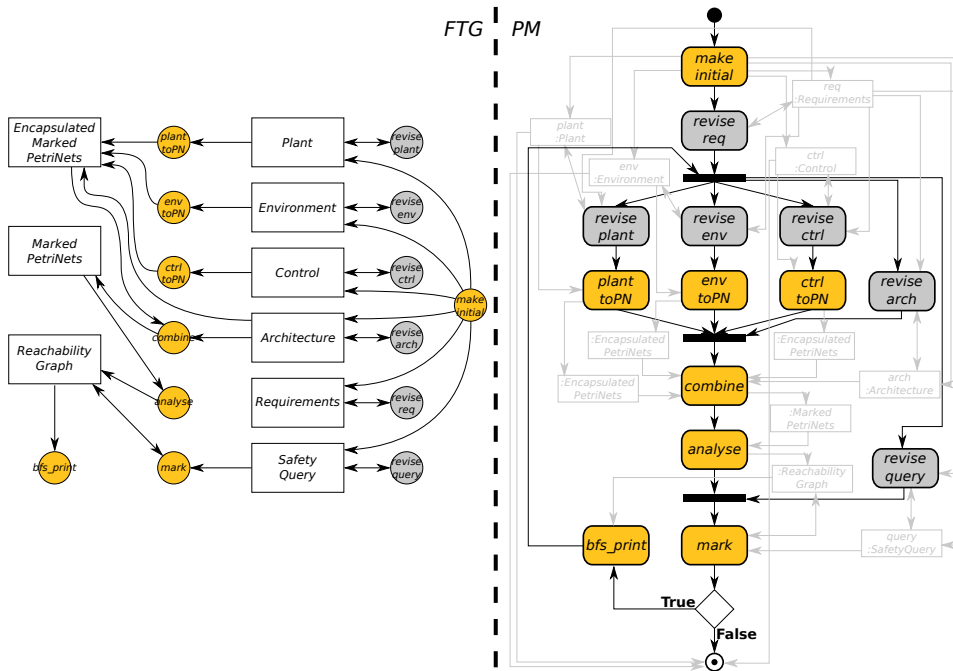 FTG
PM
Encapsulated
Marked
PetriNets
plant
toPN
Plant
revise
plant
env
toPN
Environment
revise
env
Marked
PetriNets
ctrl
toPN
Control
revise
ctrl
make
initial
combine
Architecture
revise
arch
Reachability
Graph
analyse
Requirements
revise
req
bfs_print
mark
Safety
Query
revise
query
make
initial
req
:Requirements
revise
req
plant
:Plant
env
:Environment
ctrl
:Control
revise
plant
revise
env
revise
ctrl
plant
toPN
env
toPN
ctrl
toPN
revise
arch
:Encapsulated
PetriNets
:Encapsulated
PetriNets
:Encapsulated
PetriNets
combine
arch
:Architecture
:Marked
PetriNets
analyse
:Reachability
Graph
revise
query
bfs_print
mark
query
:SafetyQuery
True
False